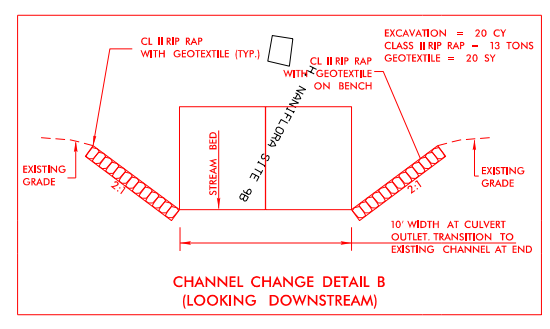 CL II RIP RAP
WITH GEOTEXTILE (TYP.)
EXCAVATION = 20 CY
CLASS II RIP RAP = 13 TONS
GEOTEXTILE = 20 SY
CL II RIP RAP
WITH GEOTEXTILE
ON BENCH
H NANIFLORA SITE 9B
STREAM BED
EXISTING
GRADE
2:1
2:1
EXISTING
GRADE
10' WIDTH AT CULVERT
OUTLET. TRANSITION TO
EXISTING CHANNEL AT END
CHANNEL CHANGE DETAIL B
(LOOKING DOWNSTREAM)